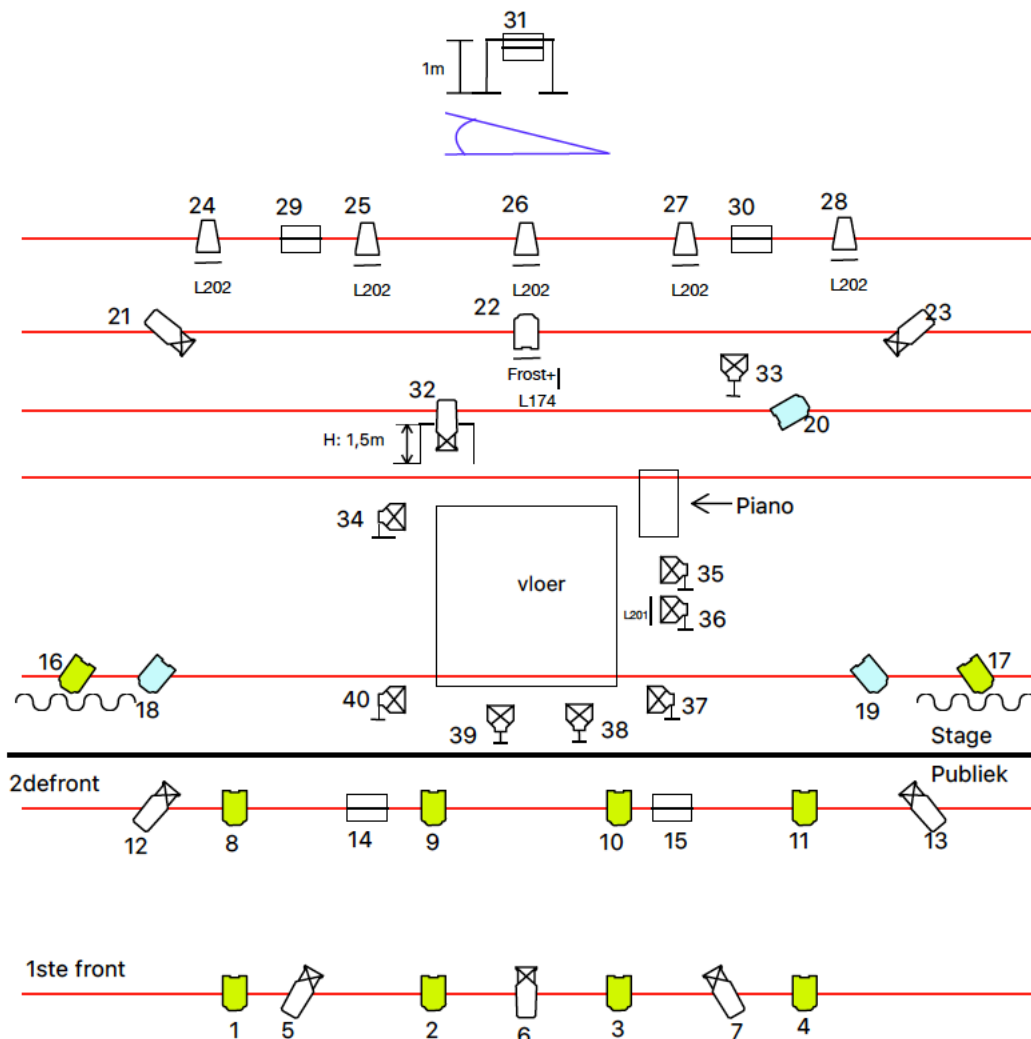 31
1m
24 29 25 26 27 30 28
L202 L202 L202 L202 L202
21 22 23
Frost+
L174
33
32
20
H: 1,5m
Piano
34
vloer
35
L201
36
16 17
18 40 37 19
39 38
Stage
2defront
Publiek
12 8 14 9 10 15 11 13
1ste front
1 5 2 6 3 7 4